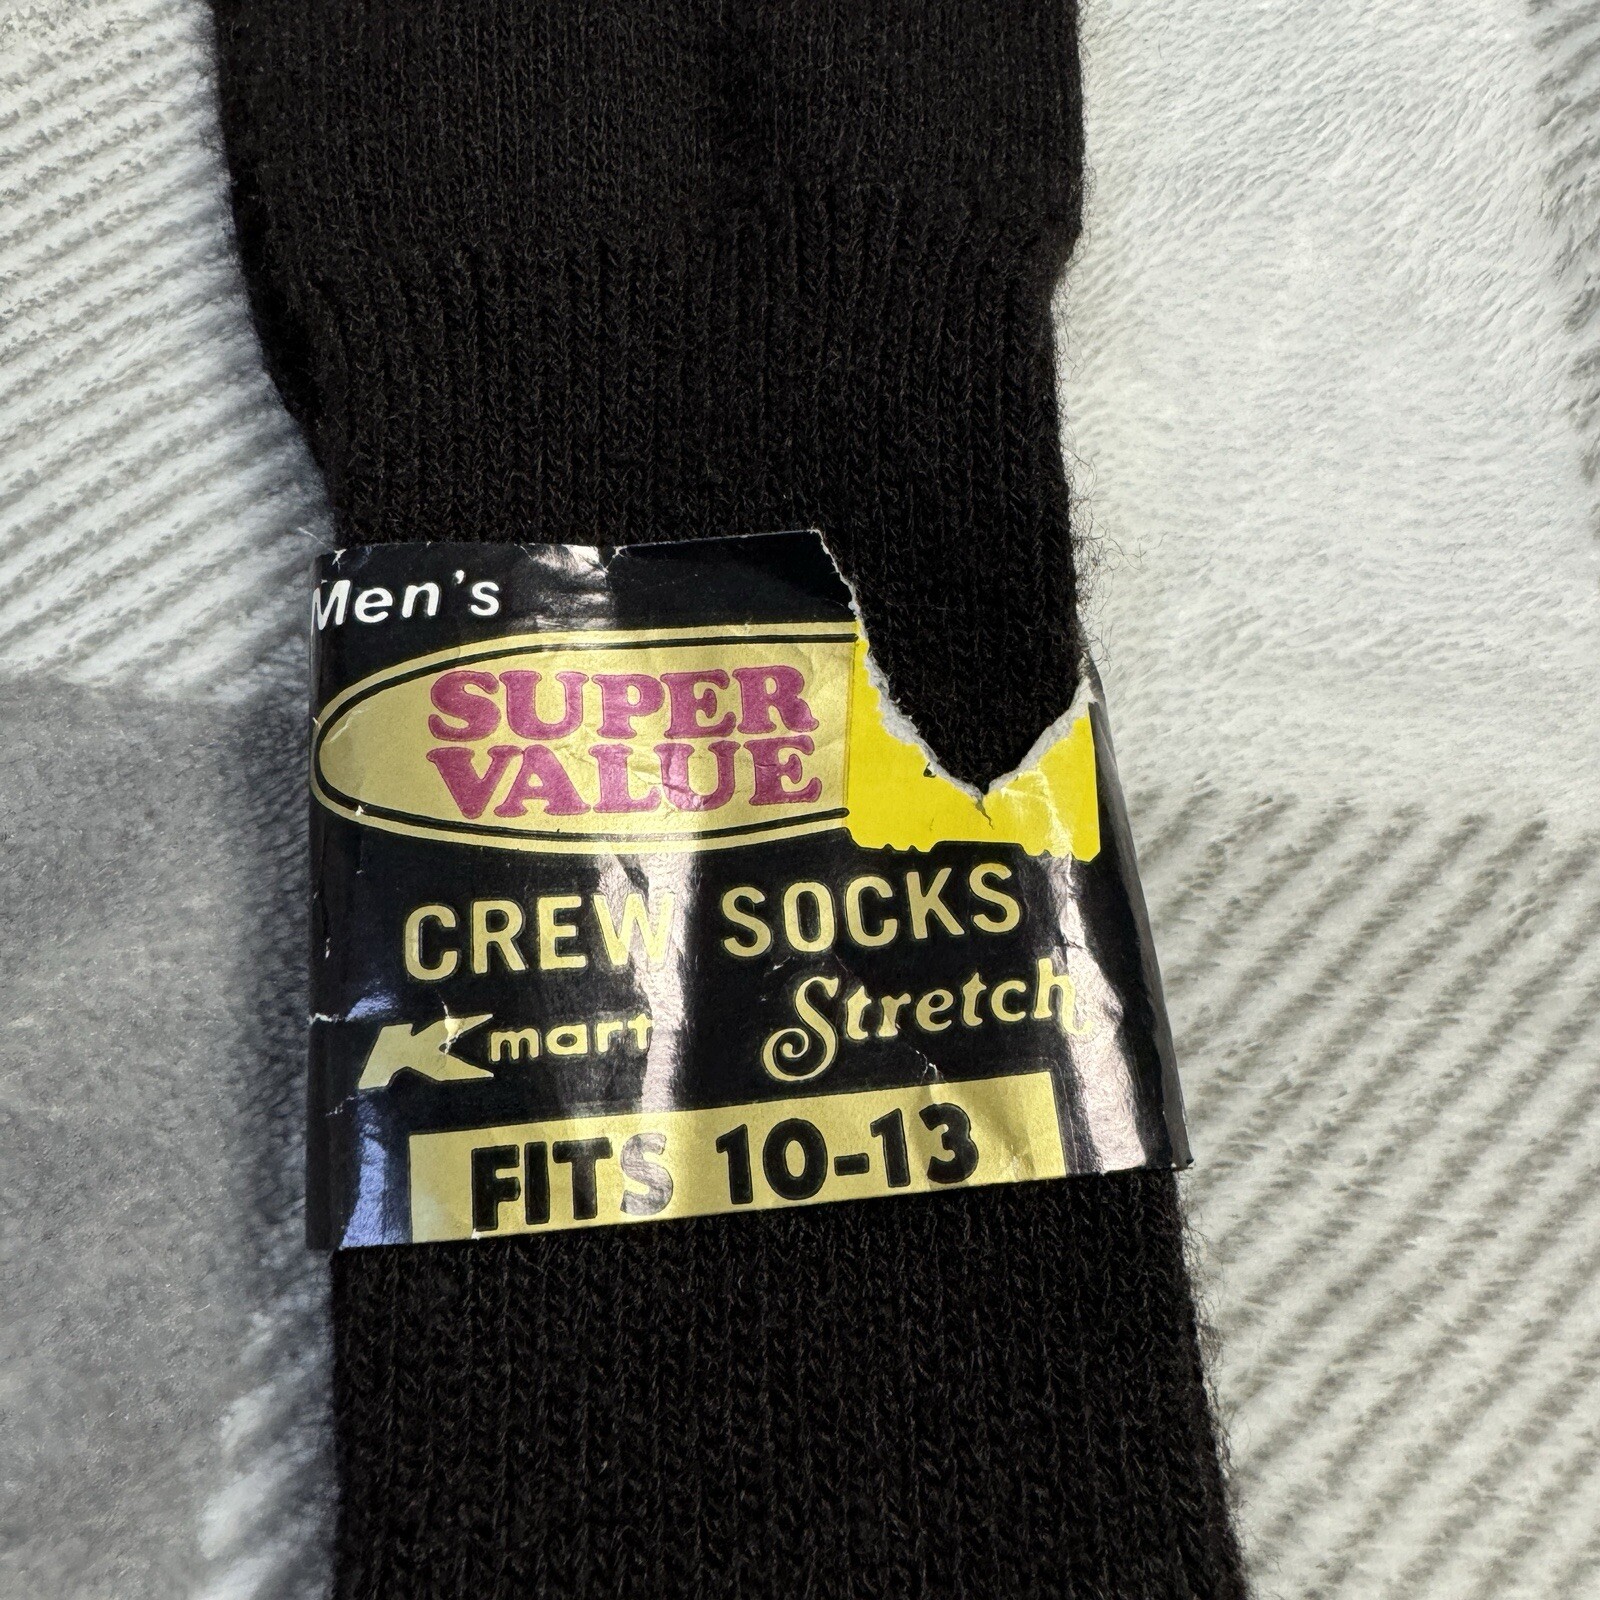 Men's
SUPER
VALUE
CREW SOCKS
Kmart Stretch
FITS 10-13